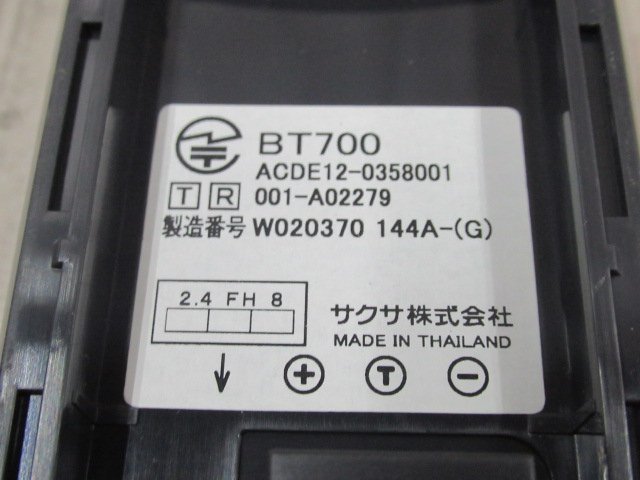 BT700
ACDE12-0358001
T R 001-A02279
製造番号 W020370 144A-(G)
2.4 FH 8
サクサ株式会社
MADE IN THAILAND
↓ + T -